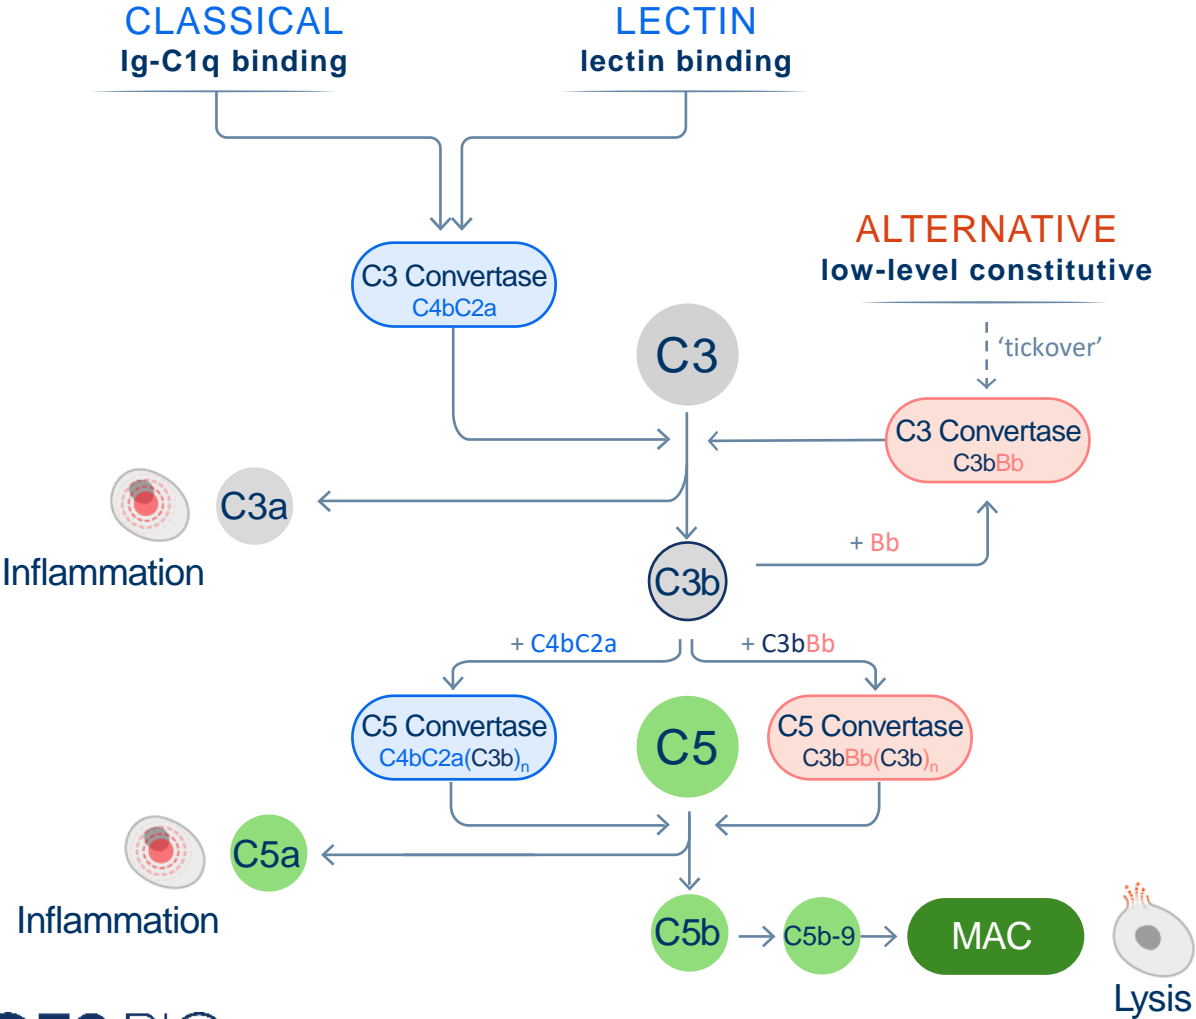 CLASSICAL
Ig-C1q binding
LECTIN
lectin binding
ALTERNATIVE
low-level constitutive
'tickover'
C3 Convertase
C4bC2a
C3
C3 Convertase
C3bBb
C3a
Inflammation
+ Bb
C3b
+ C4bC2a
+ C3bBb
C5 Convertase
C4bC2a(C3b)n
C5
C5 Convertase
C3bBb(C3b)n
C5a
Inflammation
C5b
C5b-9
MAC
Lysis